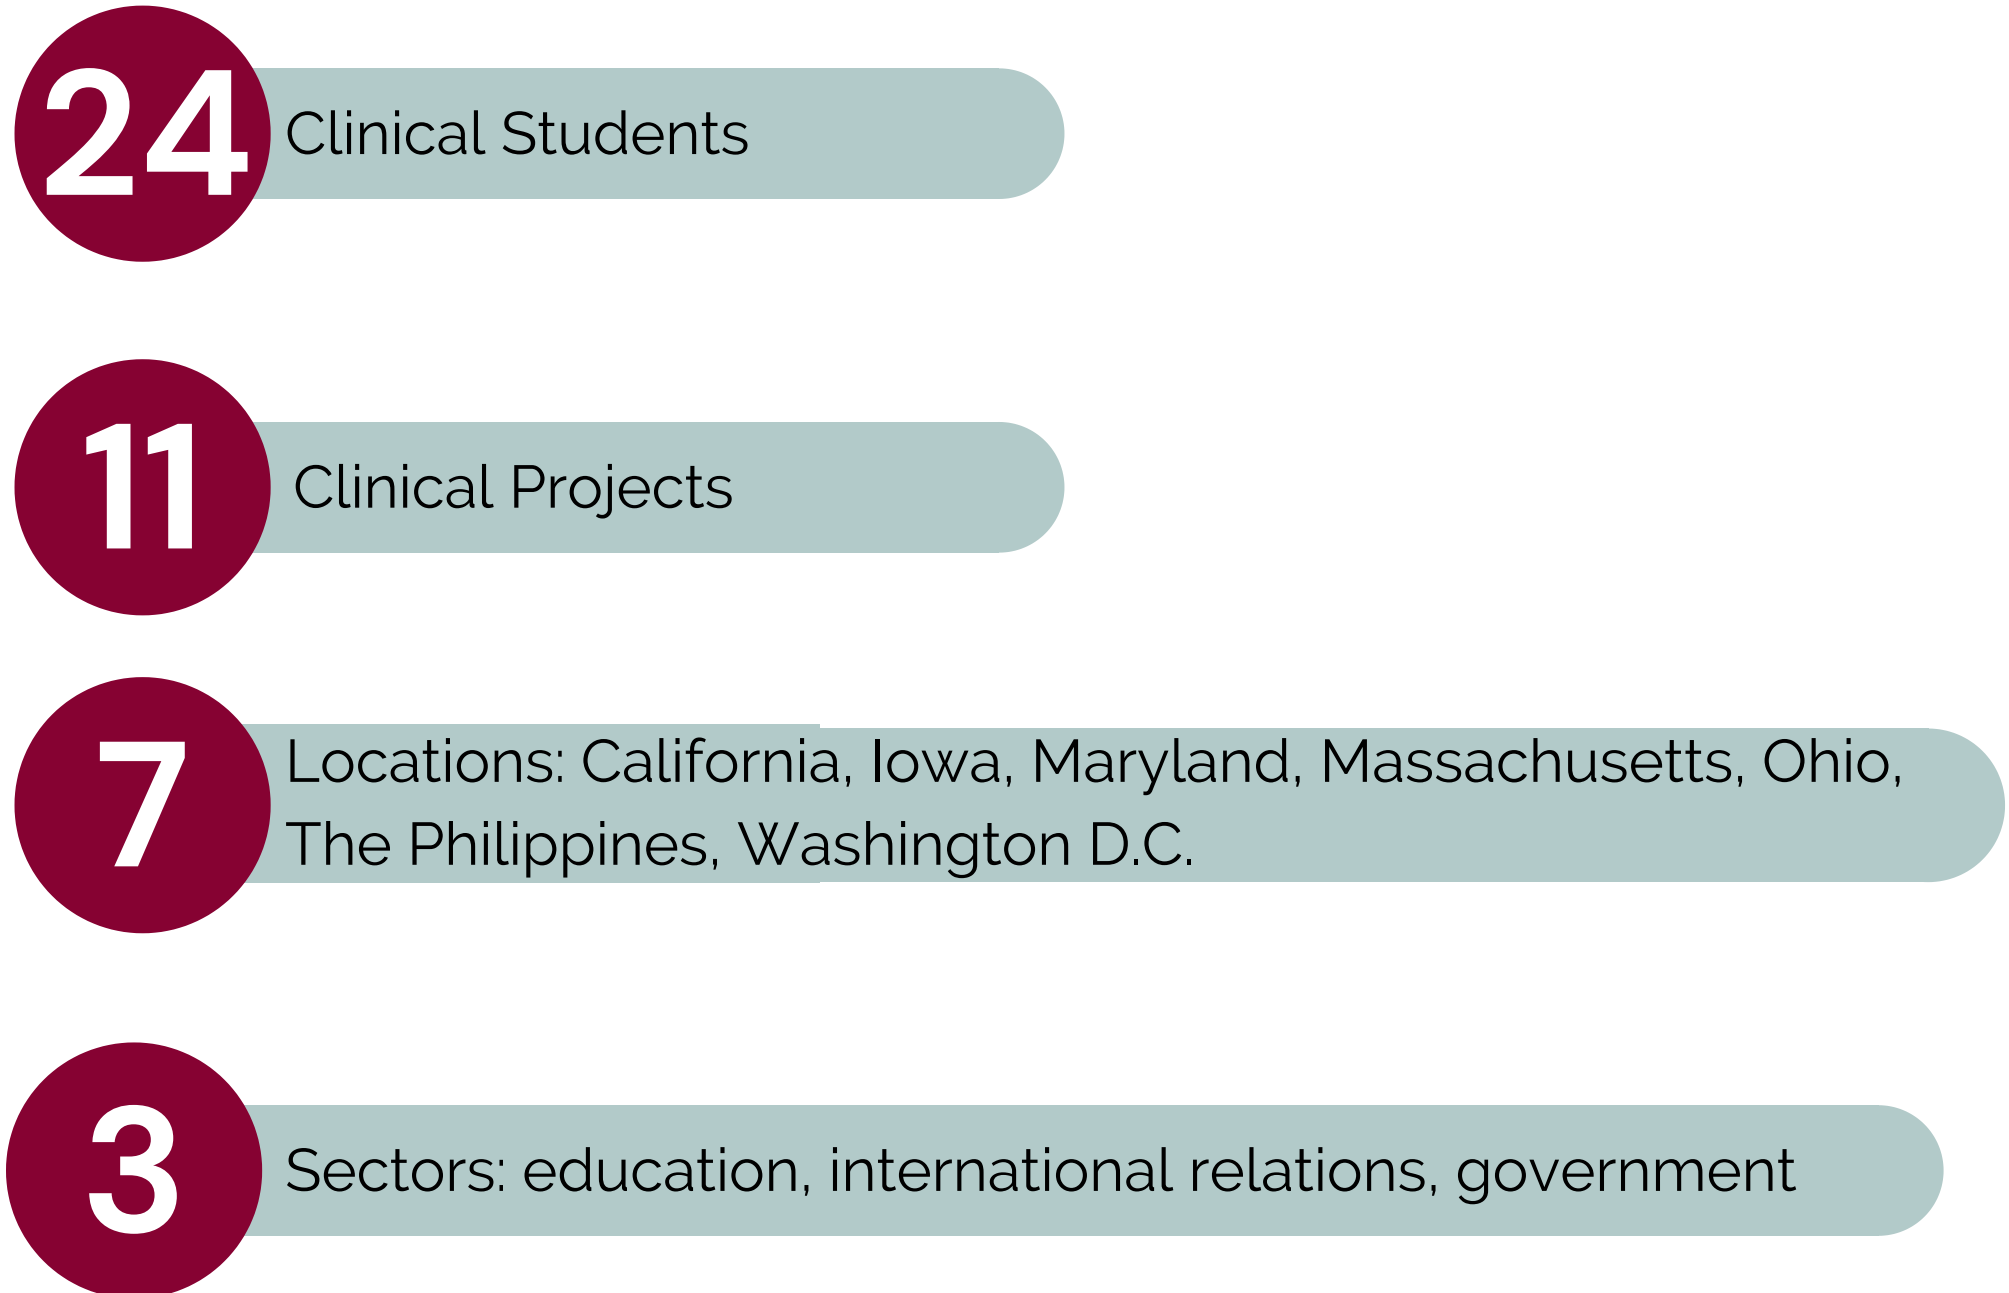 24 Clinical Students
11 Clinical Projects
7 Locations: California, Iowa, Maryland, Massachusetts, Ohio,
The Philippines, Washington D.C.
3 Sectors: education, international relations, government